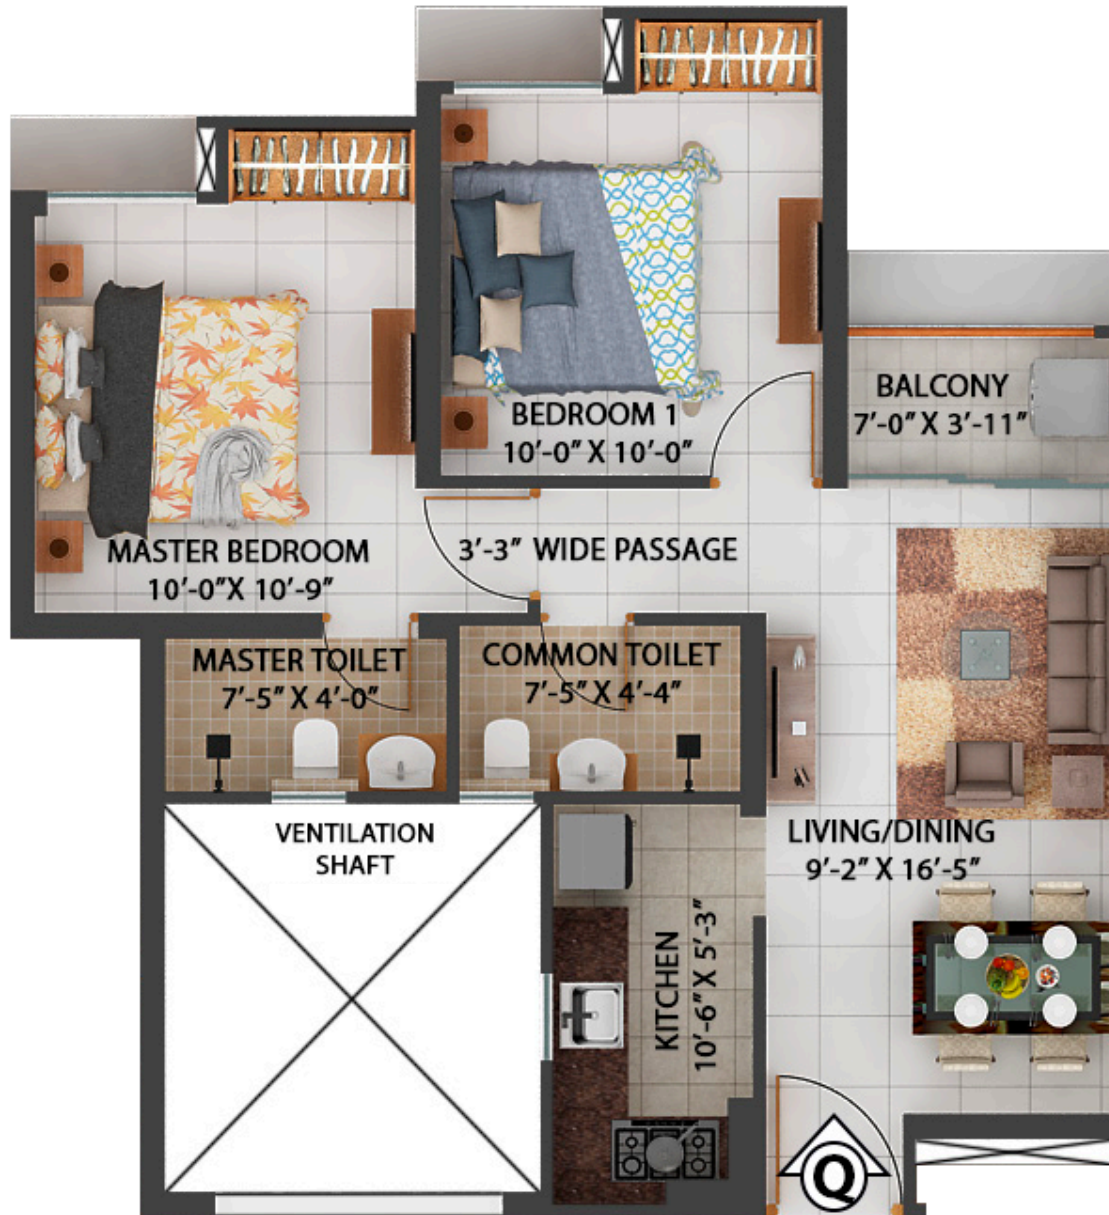 BEDROOM 1
10'-0" X 10'-0"
BALCONY
7'-0" X 3'-11"
MASTER BEDROOM
10'-0"X 10'-9"
3'-3" WIDE PASSAGE
MASTER TOILET
7'-5" X 4'-0"
COMMON TOILET
7'-5" X 4'-4"
VENTILATION
SHAFT
LIVING/DINING
9'-2" X 16'-5"
KITCHEN
10'-6" X 5'-3"
Q